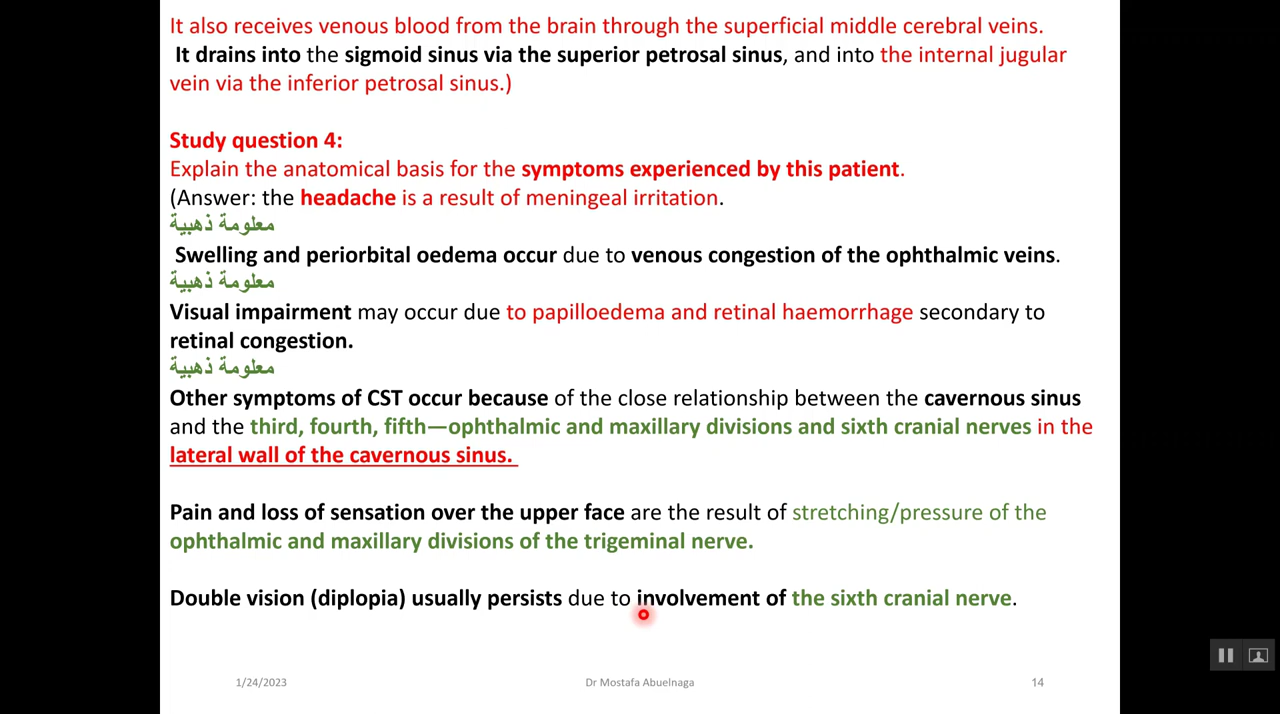 It also receives venous blood from the brain through the superficial middle cerebral veins.
It drains into the sigmoid sinus via the superior petrosal sinus, and into the internal jugular
vein via the inferior petrosal sinus.)
Study question 4:
Explain the anatomical basis for the symptoms experienced by this patient.
(Answer: the headache is a result of meningeal irritation.
معلومة ذهبية
Swelling and periorbital oedema occur due to venous congestion of the ophthalmic veins.
معلومة ذهبية
Visual impairment may occur due to papilloedema and retinal haemorrhage secondary to
retinal congestion.
معلومة ذهبية
Other symptoms of CST occur because of the close relationship between the cavernous sinus
and the third, fourth, fifth—ophthalmic and maxillary divisions and sixth cranial nerves in the
lateral wall of the cavernous sinus.
Pain and loss of sensation over the upper face are the result of stretching/pressure of the
ophthalmic and maxillary divisions of the trigeminal nerve.
Double vision (diplopia) usually persists due to involvement of the sixth cranial nerve.
1/24/2023 Dr Mostafa Abuelnaga 14